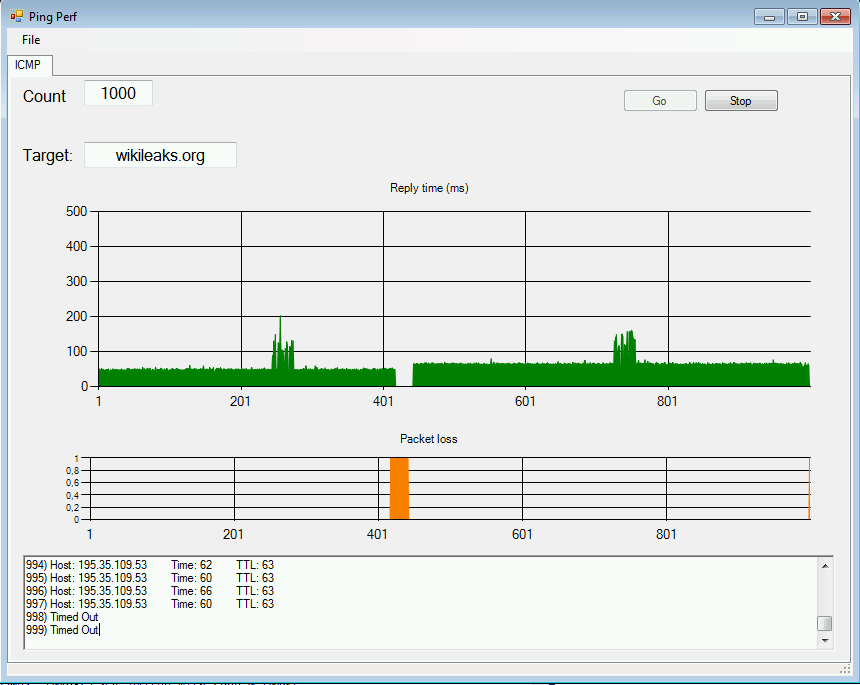 Ping Perf
File
ICMP
Count 1000 Go Stop
Target: wikileaks.org
Reply time (ms)
500
400
300
200
100
0
1 201 401 601 801
Packet loss
1
0,8
0,6
0,4
0,2
0
1 201 401 601 801
994) Host: 195.35.109.53 Time: 62 TTL: 63
995) Host: 195.35.109.53 Time: 60 TTL: 63
996) Host: 195.35.109.53 Time: 66 TTL: 63
997) Host: 195.35.109.53 Time: 60 TTL: 63
998) Timed Out
999) Timed Out